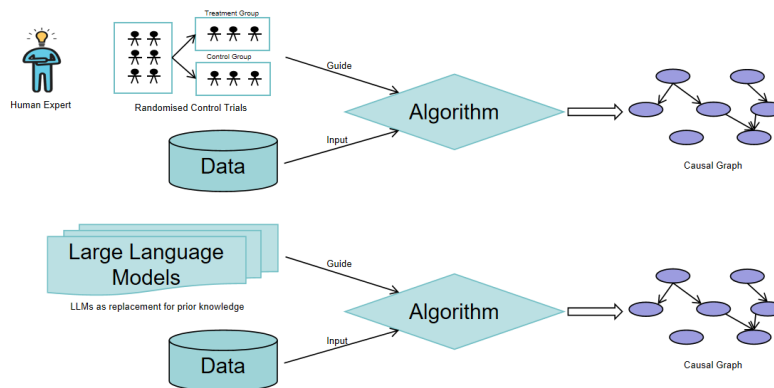 Treatment Group
Control Group
Human Expert
Randomised Control Trials
Guide
Data
Input
Algorithm
Causal Graph
Large Language
Models
LLMs as replacement for prior knowledge
Guide
Data
Input
Algorithm
Causal Graph